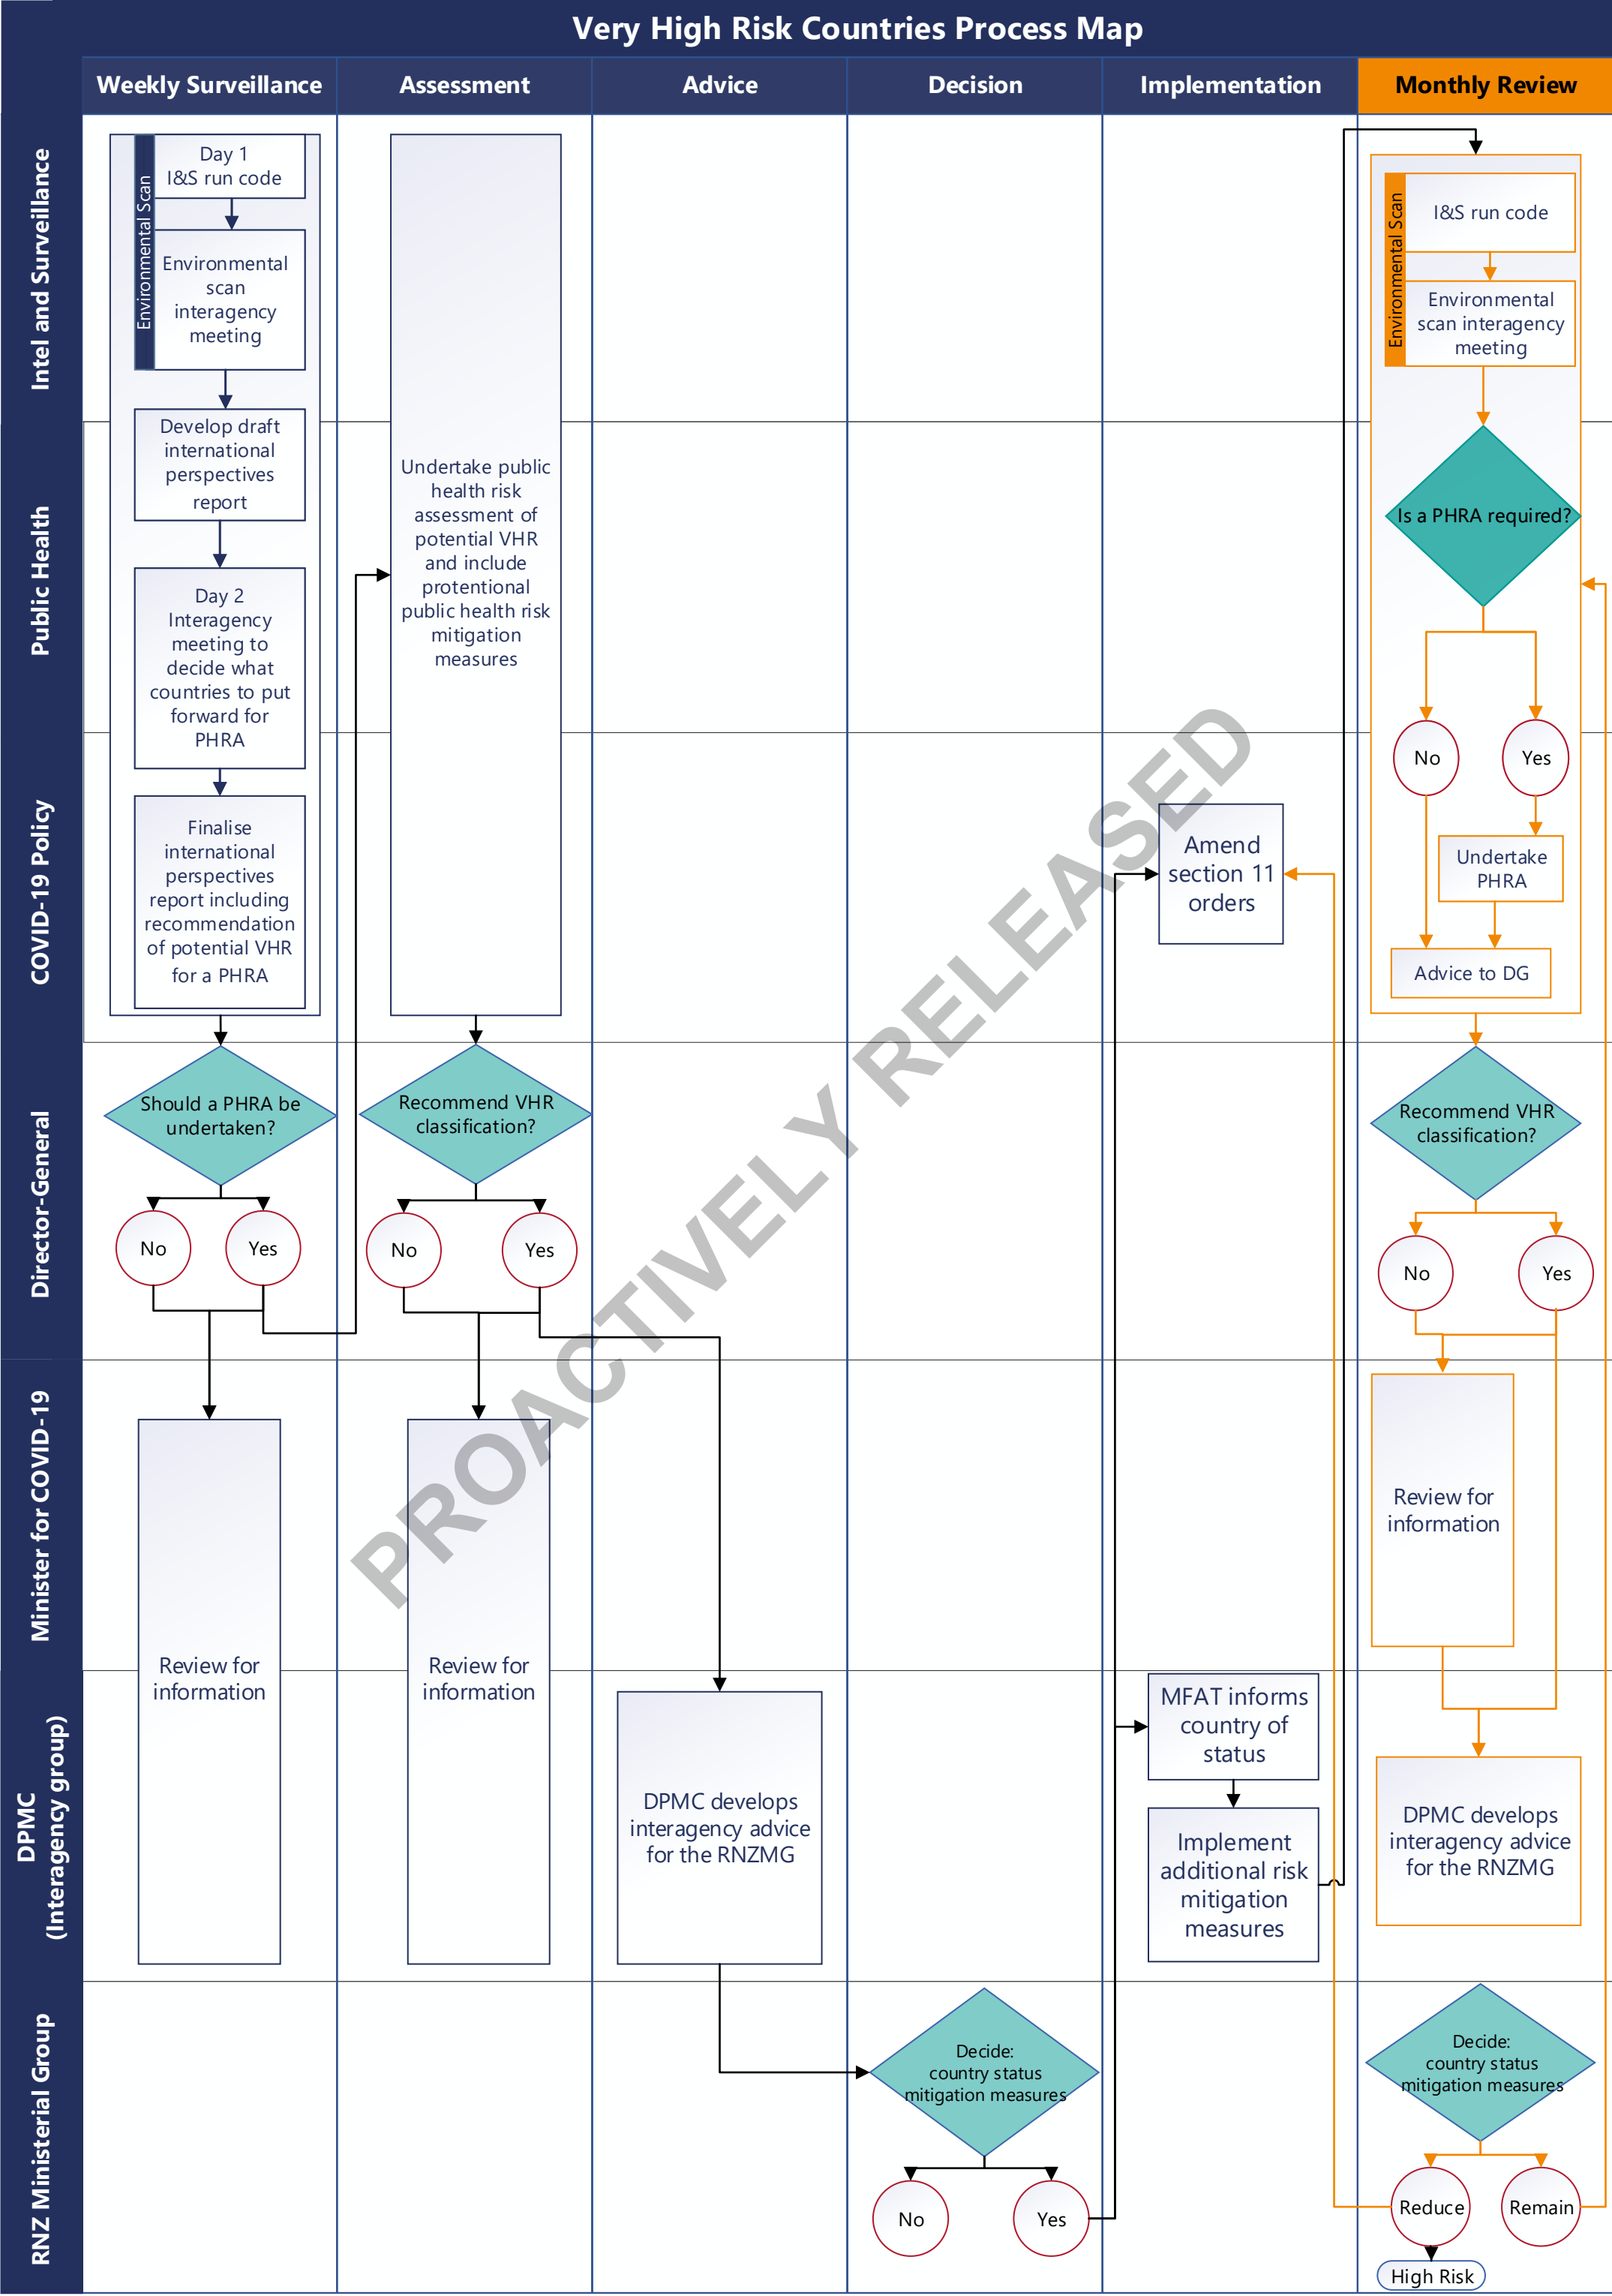 Very High Risk Countries Process Map
Weekly Surveillance
Assessment
Advice
Decision
Implementation
Monthly Review
Intel and Surveillance
Public Health
COVID-19 Policy
Director-General
Minister for COVID-19
DPMC
(Interagency group)
RNZ Ministerial Group
Environmental Scan
Day 1
I&S run code
Environmental
scan
interagency
meeting
Develop draft
international
perspectives
report
Day 2
Interagency
meeting to
decide what
countries to put
forward for
PHRA
Finalise
international
perspectives
report including
recommendation
of potential VHR
for a PHRA
Should a PHRA be
undertaken?
No
Yes
Review for
information
Undertake public
health risk
assessment of
potential VHR
and include
protentional
public health risk
mitigation
measures
Recommend VHR
classification?
No
Yes
Review for
information
DPMC develops
interagency advice
for the RNZMG
Decide:
country status
mitigation measures
No
Yes
Amend
section 11
orders
MFAT informs
country of
status
Implement
additional risk
mitigation
measures
Environmental Scan
I&S run code
Environmental
scan interagency
meeting
Is a PHRA required?
No
Yes
Undertake
PHRA
Advice to DG
Recommend VHR
classification?
No
Yes
Review for
information
DPMC develops
interagency advice
for the RNZMG
Decide:
country status
mitigation measures
Reduce
Remain
High Risk
PROACTIVELY RELEASED